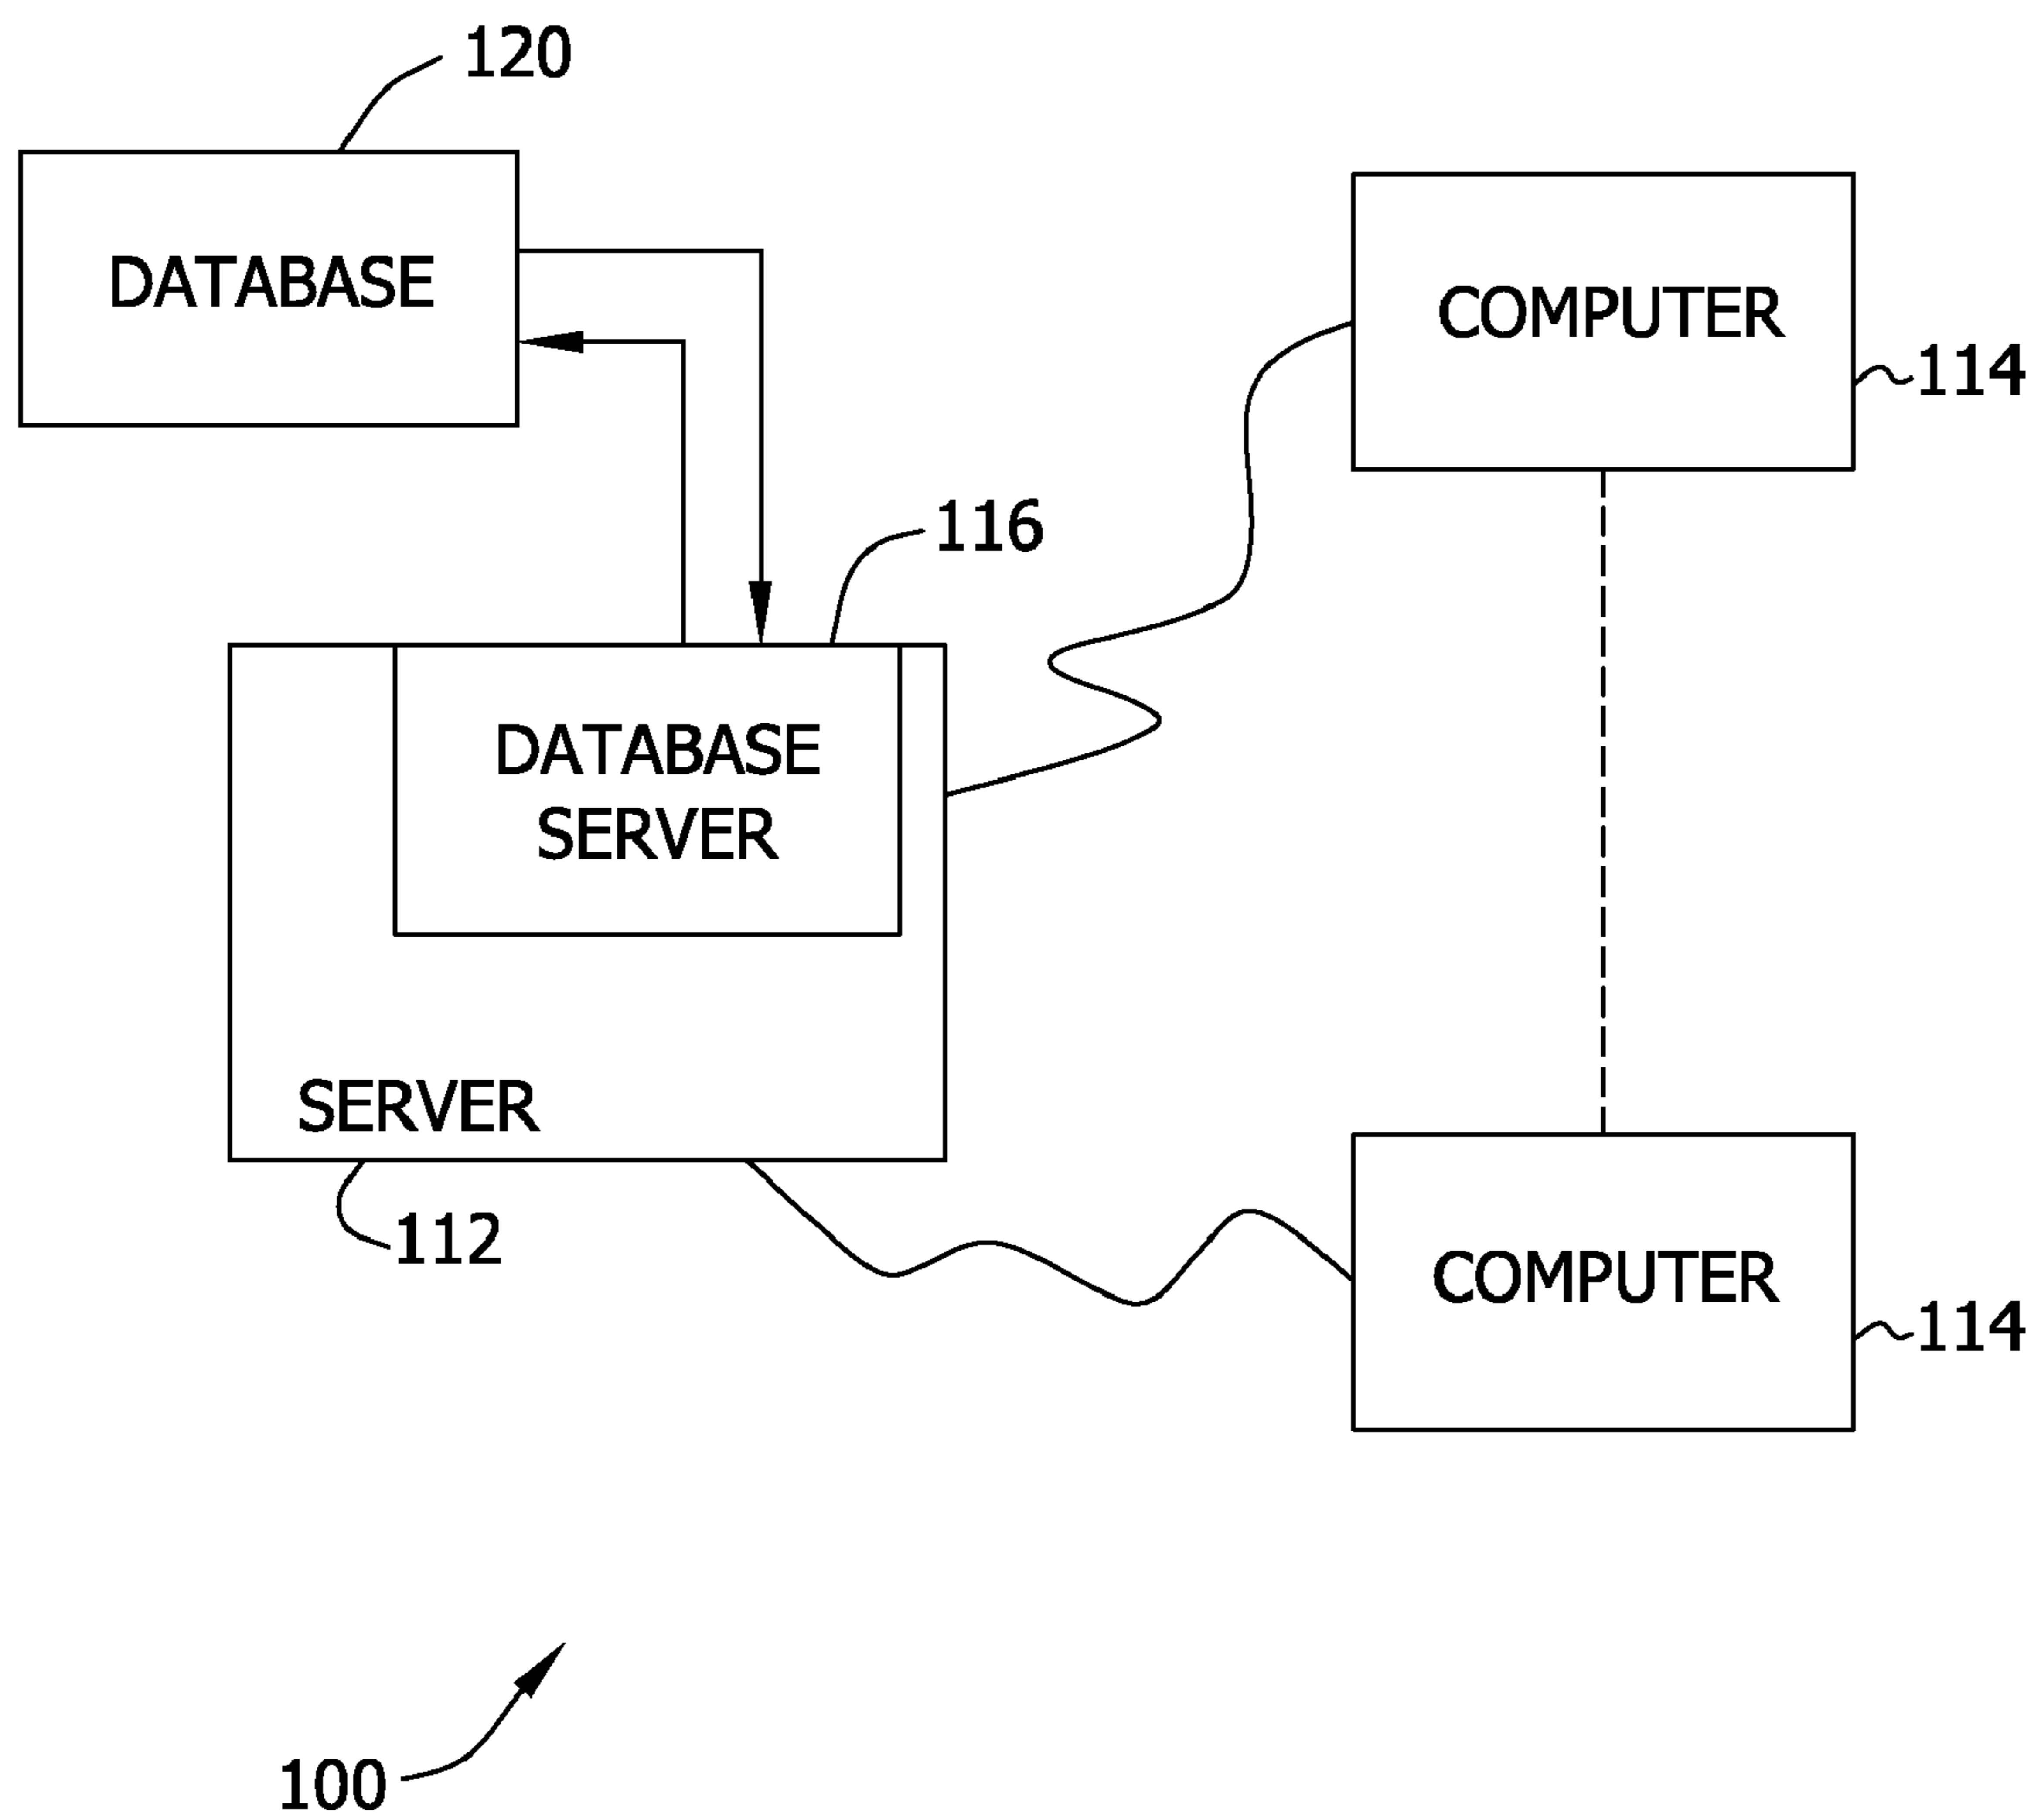 120
DATABASE
COMPUTER
114
116
DATABASE
SERVER
SERVER
112
COMPUTER
114
100